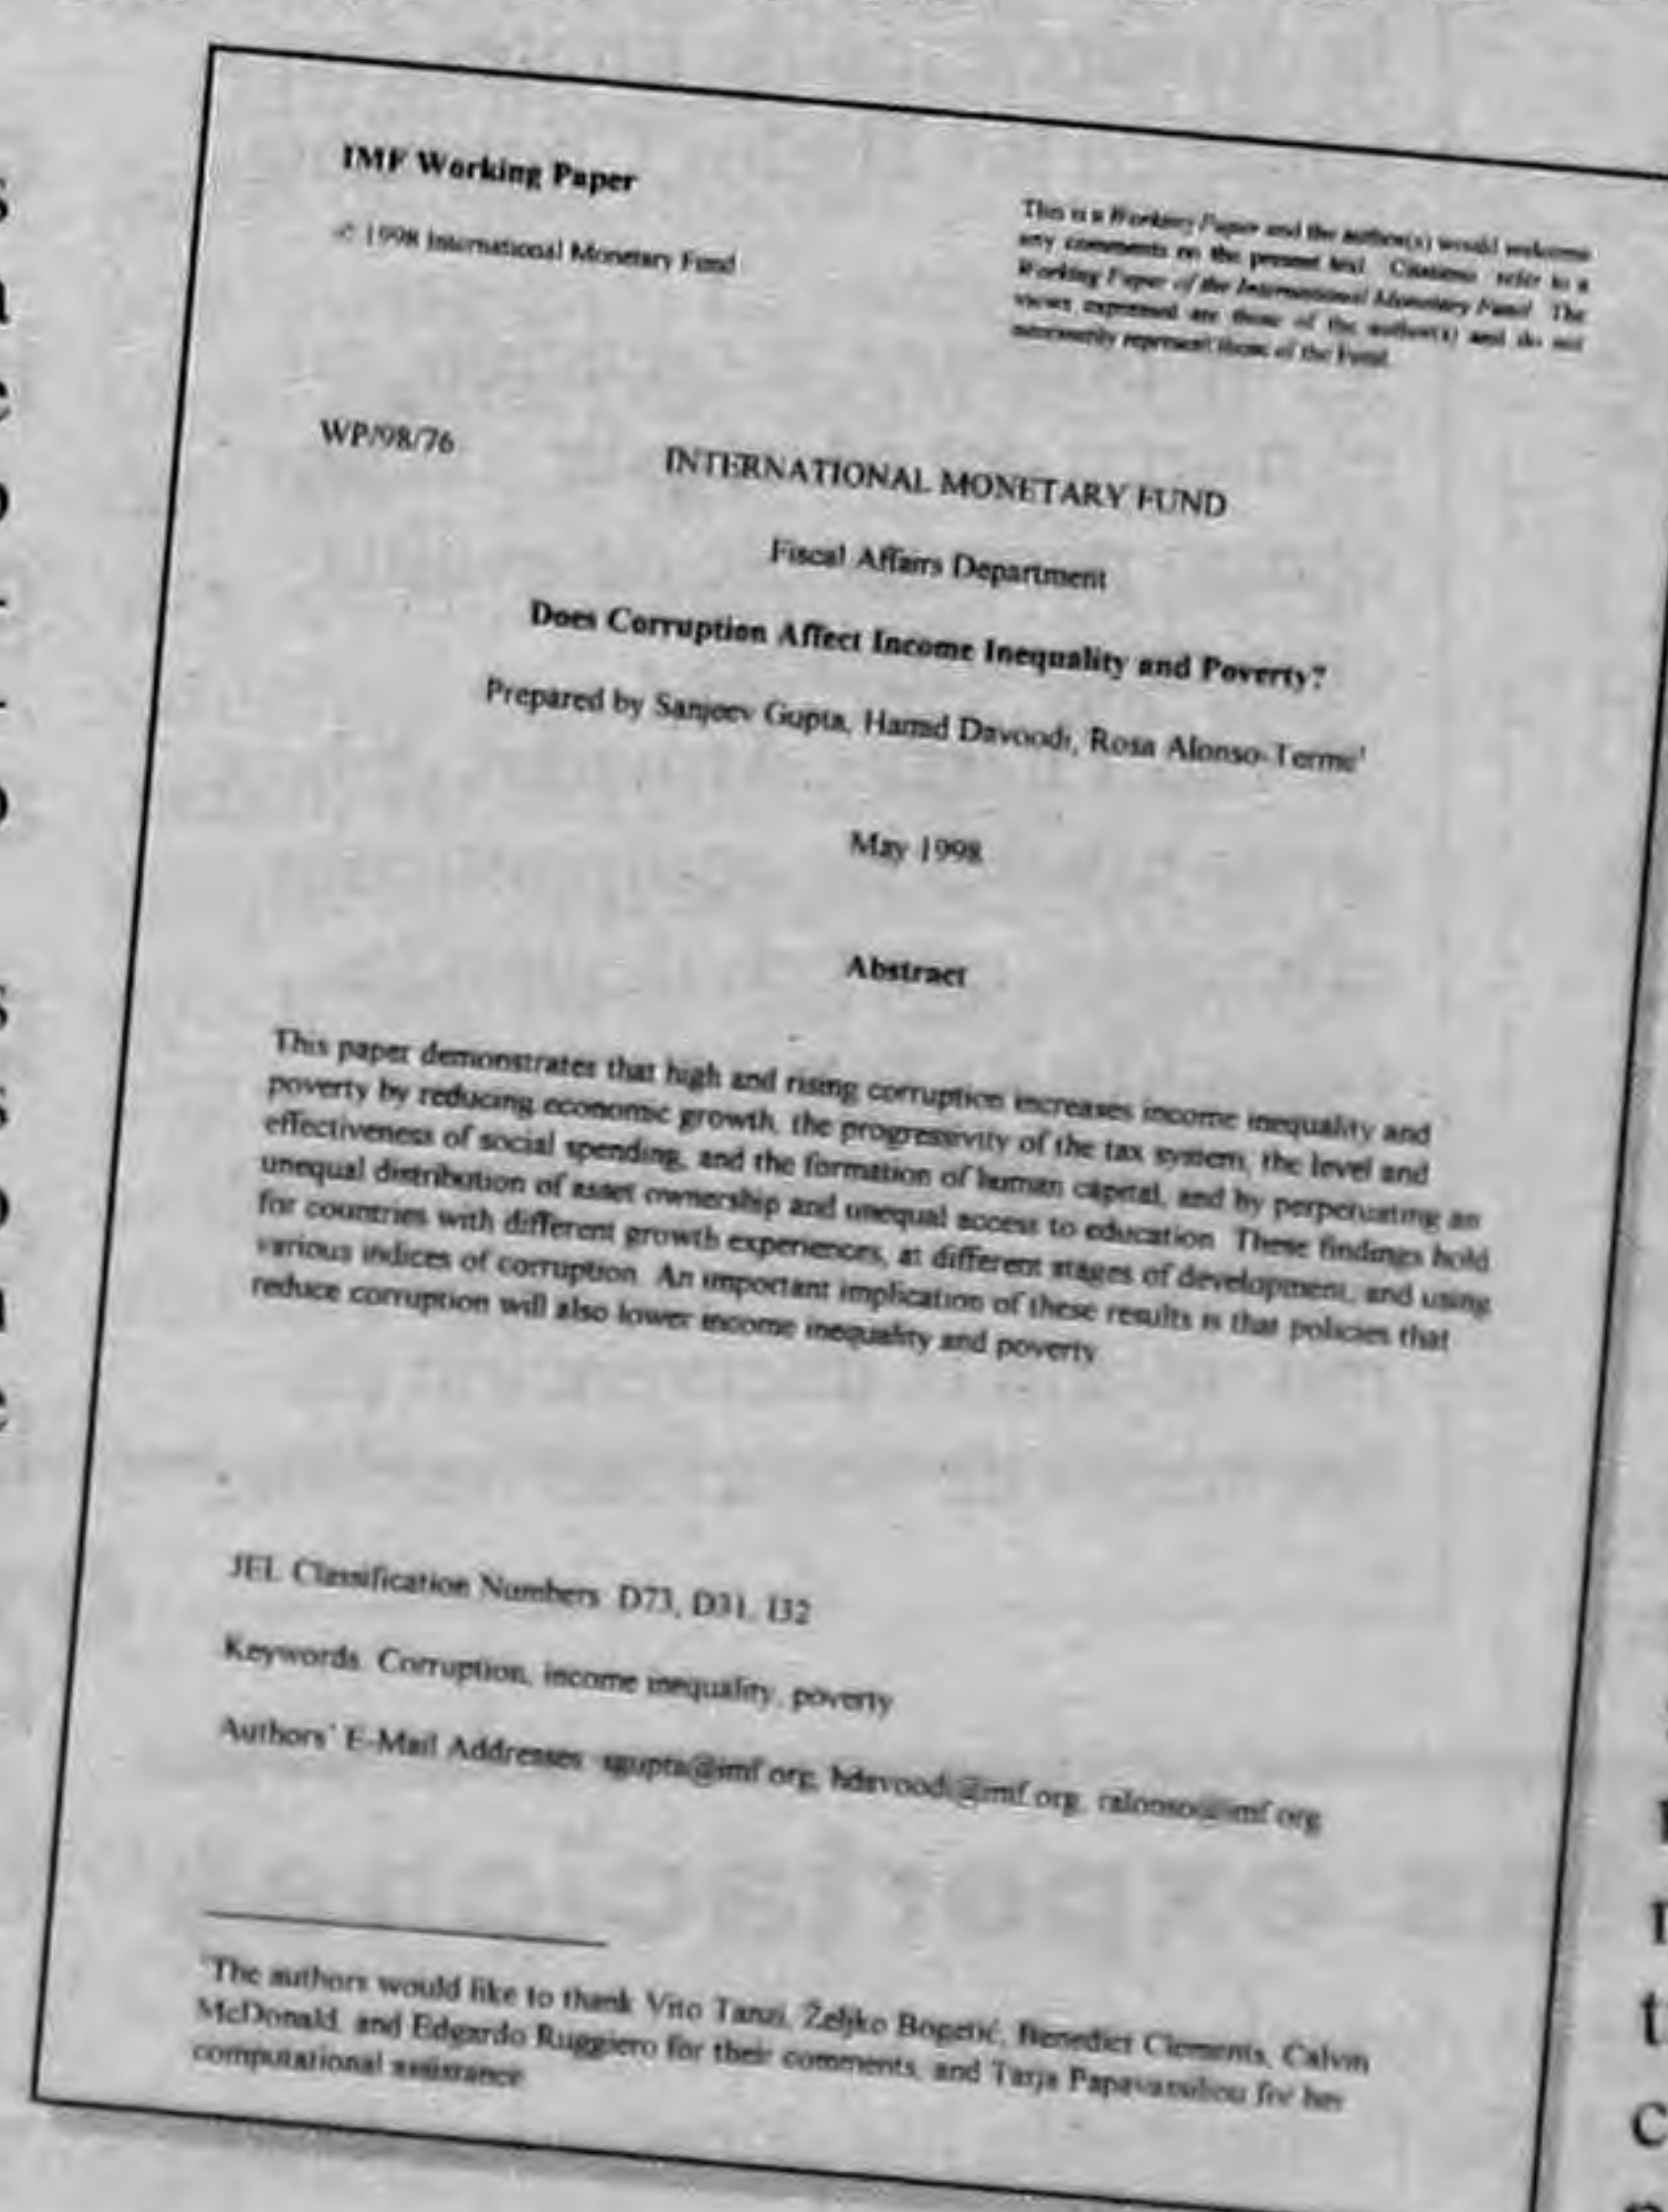 IMF Working Paper
© 1998 International Monetary Fund
This is a Working Paper and the author(s) would welcome
any comments on the present text. Citations refer to a
Working Paper of the International Monetary Fund. The
views expressed are those of the author(s) and do not
necessarily represent those of the Fund.
WP/98/76
INTERNATIONAL MONETARY FUND
Fiscal Affairs Department
Does Corruption Affect Income Inequality and Poverty?
Prepared by Sanjeev Gupta, Hamid Davoodi, Rosa Alonso-Terme¹
May 1998
Abstract
This paper demonstrates that high and rising corruption increases income inequality and
poverty by reducing economic growth, the progressivity of the tax system, the level and
effectiveness of social spending, and the formation of human capital, and by perpetuating an
unequal distribution of asset ownership and unequal access to education. These findings hold
for countries with different growth experiences, at different stages of development, and using
various indices of corruption. An important implication of these results is that policies that
reduce corruption will also lower income inequality and poverty.
JEL Classification Numbers: D73, D31, I32
Keywords: Corruption, income inequality, poverty
Authors' E-Mail Addresses: sgupta@imf.org, hdavoodi@imf.org, ralonso@imf.org
¹The authors would like to thank Vito Tanzi, Željko Bogetić, Benedict Clements, Calvin
McDonald, and Edgardo Ruggiero for their comments, and Tarja Papavassiliou for her
computational assistance.